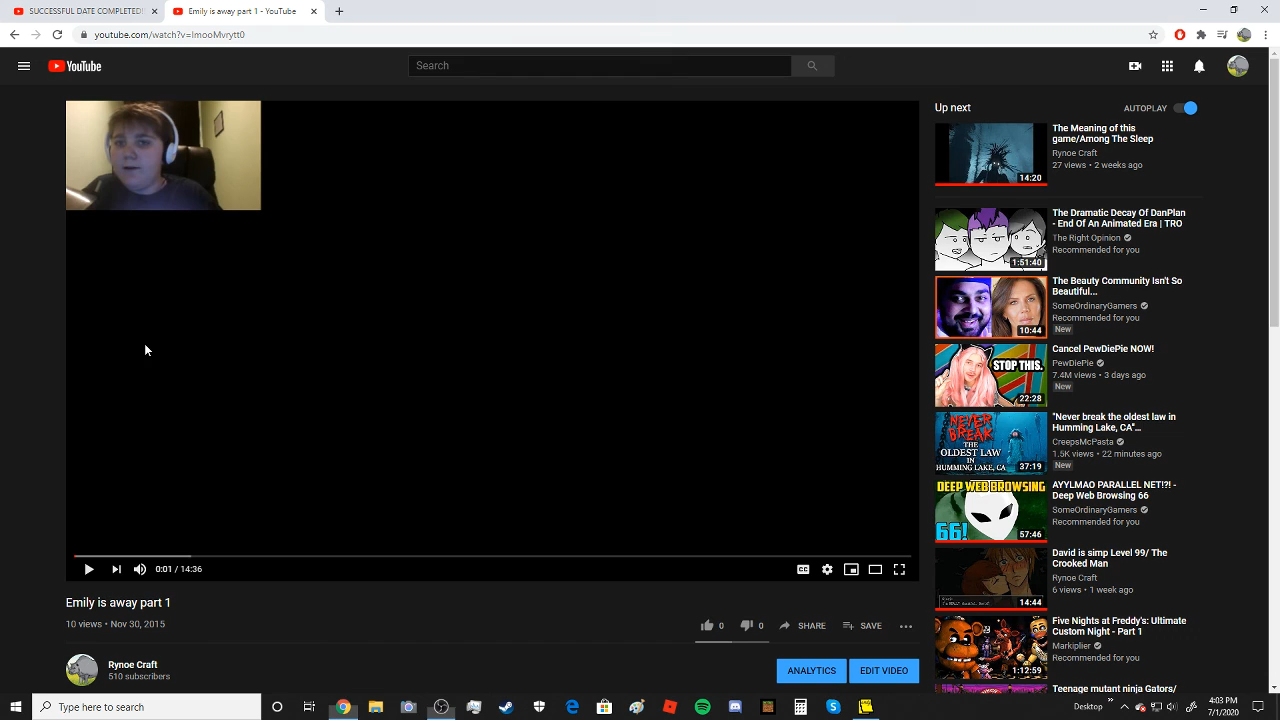 SUCCESSFUL DATE COMPLETED!!
Emily is away part 1 - YouTube
youtube.com/watch?v=ImooMvrytt0
YouTube
Search
0:01 / 14:36
CC
Emily is away part 1
10 views • Nov 30, 2015
0
0
SHARE
SAVE
Rynoe Craft
510 subscribers
ANALYTICS
EDIT VIDEO
Up next
AUTOPLAY
14:20
The Meaning of this
game/Among The Sleep
Rynoe Craft
27 views • 2 weeks ago
1:51:40
The Dramatic Decay Of DanPlan
- End Of An Animated Era | TRO
The Right Opinion
Recommended for you
10:44
The Beauty Community Isn't So
Beautiful...
SomeOrdinaryGamers
Recommended for you
New
STOP THIS.
22:28
Cancel PewDiePie NOW!
PewDiePie
7.4M views • 3 days ago
New
NEVER
BREAK
THE
OLDEST LAW
IN
HUMMING LAKE, CA
37:19
"Never break the oldest law in
Humming Lake, CA"...
CreepsMcPasta
1.5K views • 22 minutes ago
New
DEEP WEB BROWSING
66!
57:46
AYYLMAO PARALLEL NET!?! -
Deep Web Browsing 66
SomeOrdinaryGamers
Recommended for you
14:44
David is simp Level 99/ The
Crooked Man
Rynoe Craft
6 views • 1 week ago
1:12:59
Five Nights at Freddy's: Ultimate
Custom Night - Part 1
Markiplier
Recommended for you
Teenage mutant ninja Gators/
Type here to search
Desktop
4:03 PM
7/1/2020